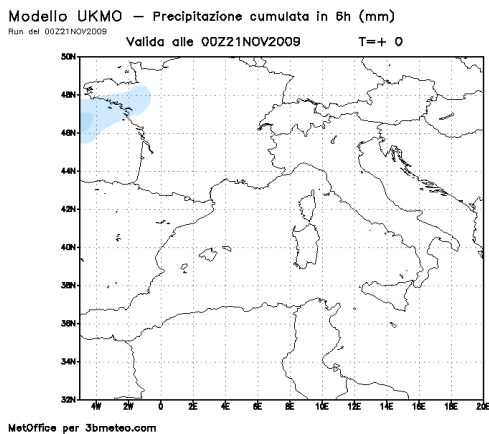 Modello UKMO – Precipitazione cumulata in 6h (mm)
Run del 00Z21NOV2009
Valida alle 00Z21NOV2009 T=+ 0
50N
48N
46N
44N
42N
40N
38N
36N
34N
32N
4W 2W 0 2E 4E 6E 8E 10E 12E 14E 16E 18E 20E
MetOffice per 3bmeteo.com